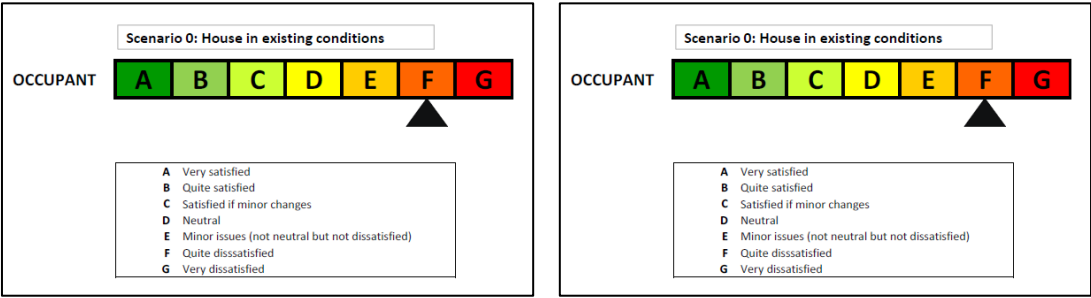 Scenario 0: House in existing conditions
OCCUPANT A B C D E F G
A Very satisfied
B Quite satisfied
C Satisfied if minor changes
D Neutral
E Minor issues (not neutral but not dissatisfied)
F Quite disssatisfied
G Very dissatisfied
Scenario 0: House in existing conditions
OCCUPANT A B C D E F G
A Very satisfied
B Quite satisfied
C Satisfied if minor changes
D Neutral
E Minor issues (not neutral but not dissatisfied)
F Quite disssatisfied
G Very dissatisfied